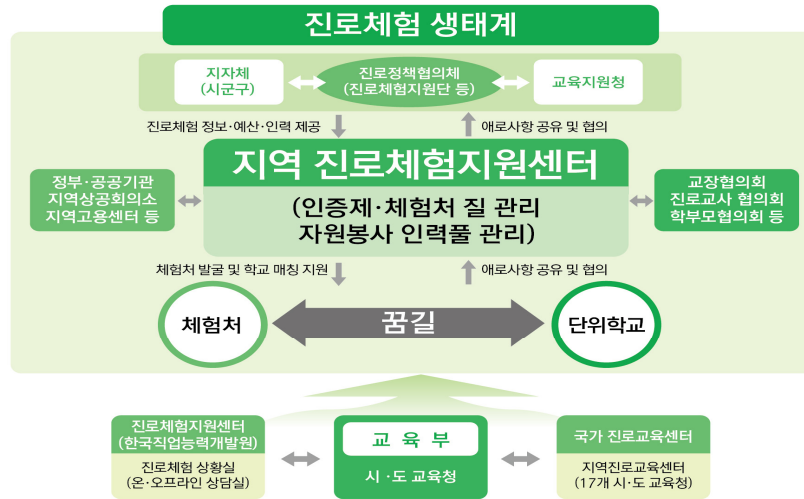 진로체험 생태계
지자체
(시군구)
진로정책협의체
(진로체험지원단 등)
교육지원청
진로체험 정보·예산·인력 제공
애로사항 공유 및 협의
지역 진로체험지원센터
(인증제·체험처 질 관리
자원봉사 인력풀 관리)
정부·공공기관
지역상공회의소
지역고용센터 등
교장협의회
진로교사 협의회
학부모협의회 등
체험처 발굴 및 학교 매칭 지원
애로사항 공유 및 협의
체험처
꿈길
단위학교
진로체험지원센터
(한국직업능력개발원)
진로체험 상황실
(온·오프라인 상담실)
교 육 부
시 ·도 교육청
국가 진로교육센터
지역진로교육센터
(17개 시·도 교육청)